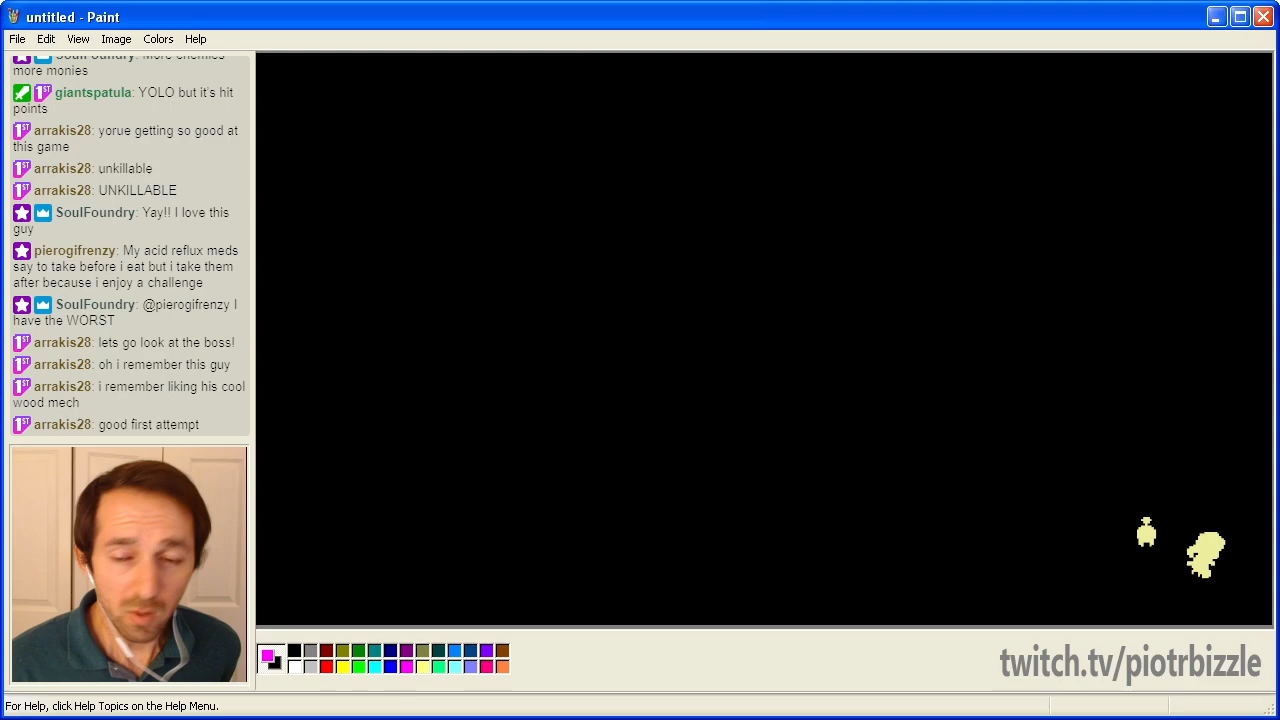 untitled - Paint
File Edit View Image Colors Help
SoulFoundry: More enemies
more monies
giantspatula: YOLO but it's hit
points
arrakis28: yorue getting so good at
this game
arrakis28: unkillable
arrakis28: UNKILLABLE
SoulFoundry: Yay!! I love this
guy
pierogifrenzy: My acid reflux meds
say to take before i eat but i take them
after because i enjoy a challenge
SoulFoundry: @pierogifrenzy I
have the WORST
arrakis28: lets go look at the boss!
arrakis28: oh i remember this guy
arrakis28: i remember liking his cool
wood mech
arrakis28: good first attempt
twitch.tv/piotrbizzle
For Help, click Help Topics on the Help Menu.